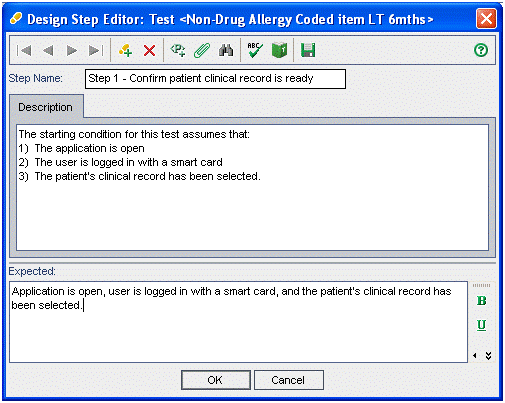 Design Step Editor: Test <Non-Drug Allergy Coded item LT 6mths>
<P>
ABC
?
Step Name: Step 1 - Confirm patient clinical record is ready
Description
The starting condition for this test assumes that:
1) The application is open
2) The user is logged in with a smart card
3) The patient's clinical record has been selected.
Expected:
Application is open, user is logged in with a smart card, and the patient's clinical record has
been selected.
B
U
OK Cancel